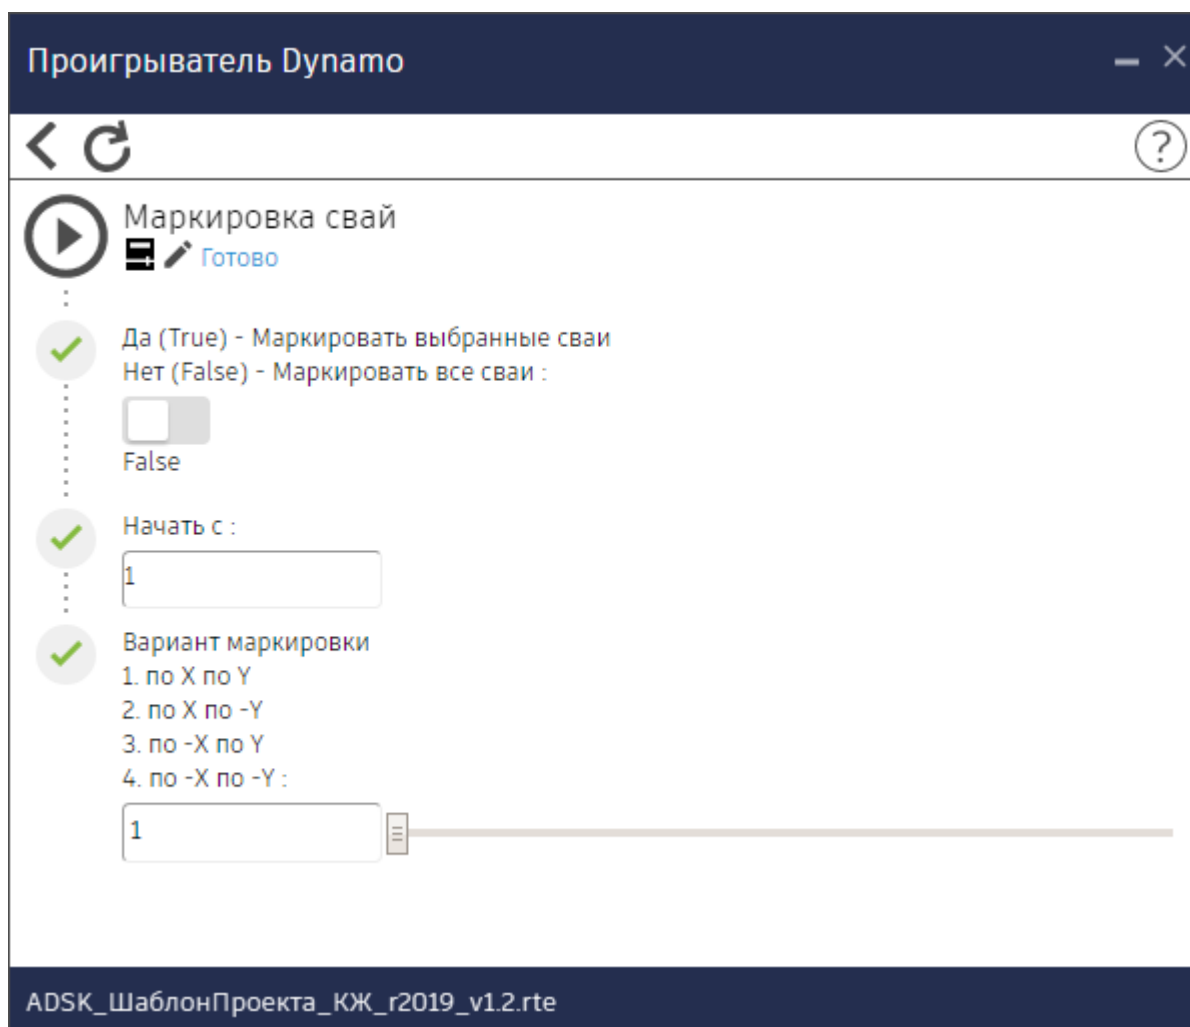 Проигрыватель Dynamo
?
Маркировка свай
Готово
Да (True) - Маркировать выбранные сваи
Нет (False) - Маркировать все сваи :
False
Начать с :
1
Вариант маркировки
1. по X по Y
2. по X по -Y
3. по -X по Y
4. по -X по -Y :
1
ADSK_ШаблонПроекта_КЖ_r2019_v1.2.rte